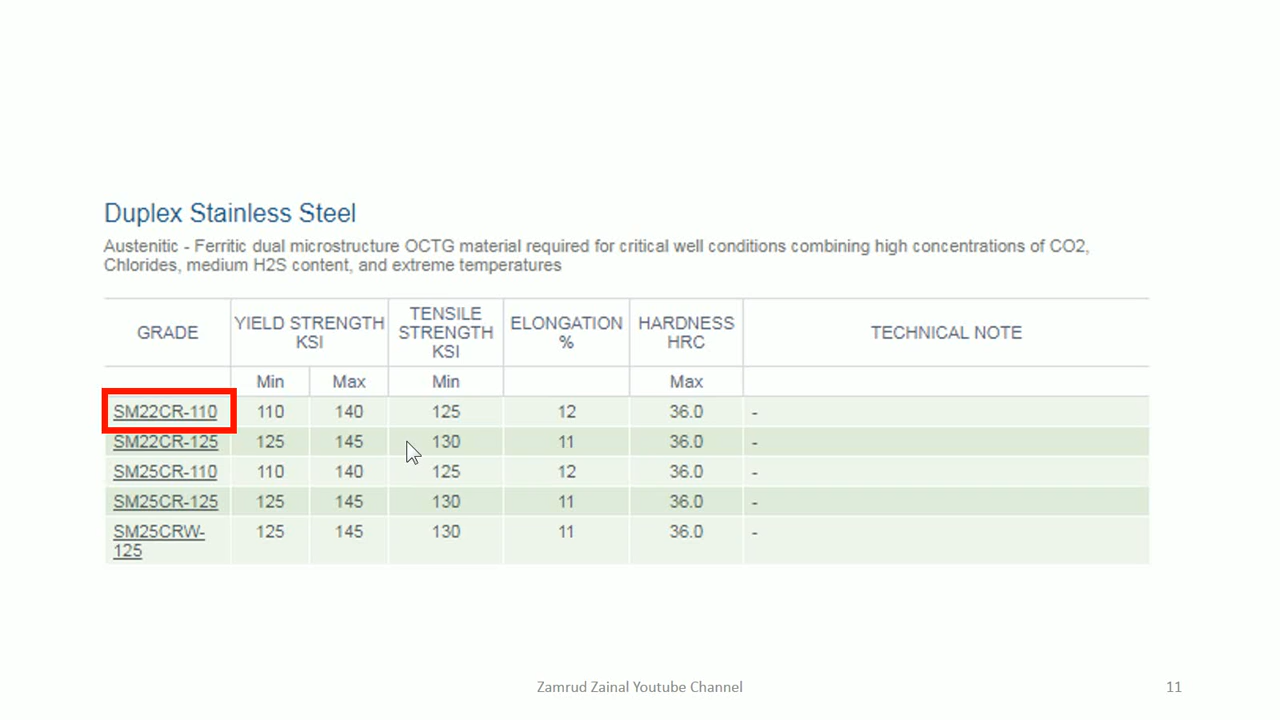 Duplex Stainless Steel
Austenitic - Ferritic dual microstructure OCTG material required for critical well conditions combining high concentrations of CO2,
Chlorides, medium H2S content, and extreme temperatures
GRADE YIELD STRENGTH KSI TENSILE STRENGTH KSI ELONGATION % HARDNESS HRC TECHNICAL NOTE
Min Max Min Max
SM22CR-110 110 140 125 12 36.0 -
SM22CR-125 125 145 130 11 36.0 -
SM25CR-110 110 140 125 12 36.0 -
SM25CR-125 125 145 130 11 36.0 -
SM25CRW- 125 145 130 11 36.0 -
125
Zamrud Zainal Youtube Channel 11